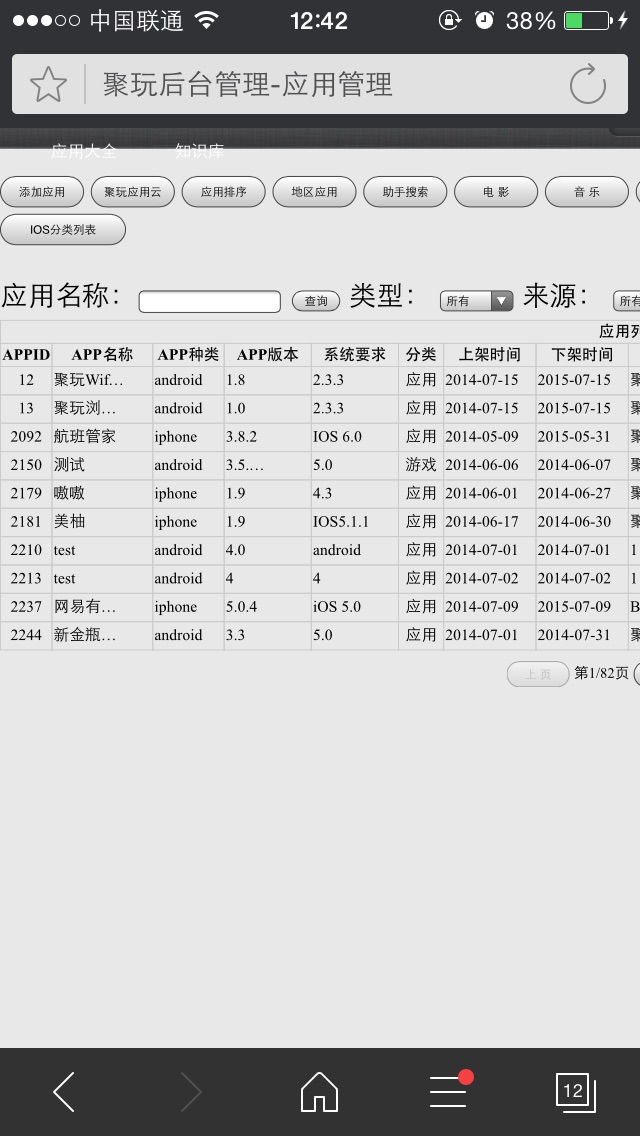 中国联通 12:42 38%
聚玩后台管理-应用管理
应用大全 知识库
添加应用 聚玩应用云 应用排序 地区应用 助手搜索 电 影 音 乐
IOS分类列表
应用名称： 查询 类型： 所有 来源： 所有
应用列
APPID APP名称 APP种类 APP版本 系统要求 分类 上架时间 下架时间
12 聚玩Wif... android 1.8 2.3.3 应用 2014-07-15 2015-07-15 聚
13 聚玩浏... android 1.0 2.3.3 应用 2014-07-15 2015-07-15 聚
2092 航班管家 iphone 3.8.2 IOS 6.0 应用 2014-05-09 2015-05-31 聚
2150 测试 android 3.5.... 5.0 游戏 2014-06-06 2014-06-07 聚
2179 嗷嗷 iphone 1.9 4.3 应用 2014-06-01 2014-06-27 聚
2181 美柚 iphone 1.9 IOS5.1.1 应用 2014-06-17 2014-06-30 聚
2210 test android 4.0 android 应用 2014-07-01 2014-07-01 1
2213 test android 4 4 应用 2014-07-02 2014-07-02 1
2237 网易有... iphone 5.0.4 iOS 5.0 应用 2014-07-09 2015-07-09 B
2244 新金瓶... android 3.3 5.0 应用 2014-07-01 2014-07-31 聚
上 页 第1/82页
12